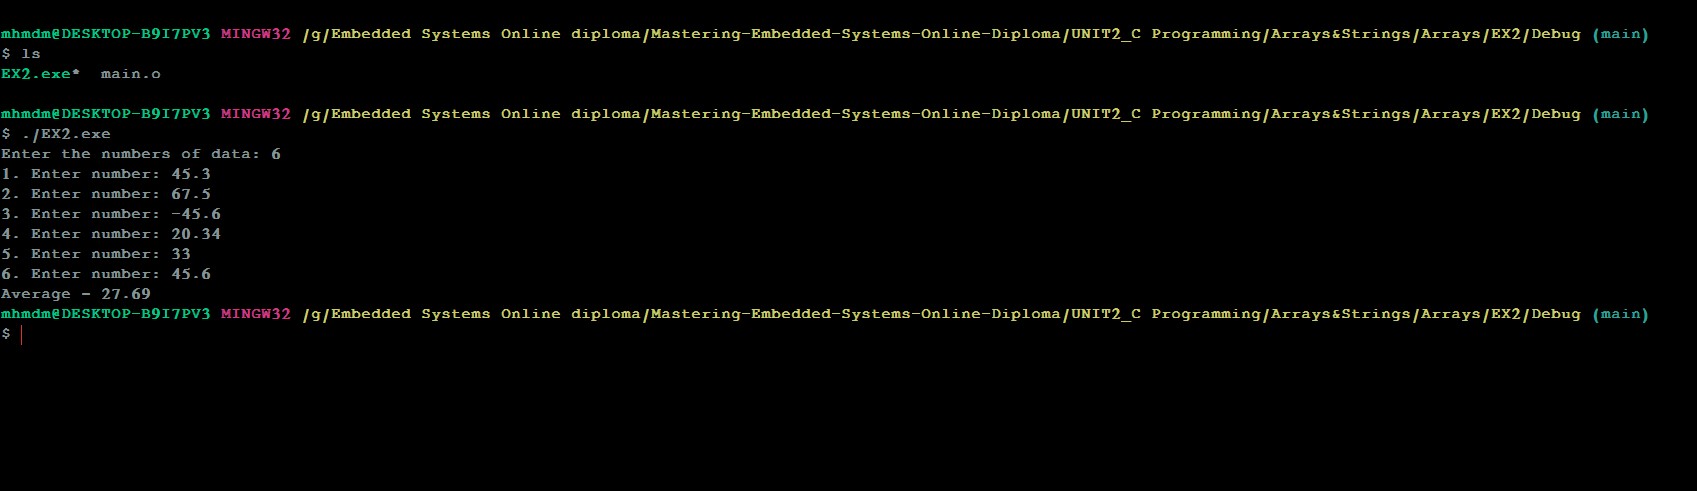 mhmdm@DESKTOP-B9I7PV3 MINGW32 /g/Embedded Systems Online diploma/Mastering-Embedded-Systems-Online-Diploma/UNIT2_C Programming/Arrays&Strings/Arrays/EX2/Debug (main)
$ ls
EX2.exe*  main.o
mhmdm@DESKTOP-B9I7PV3 MINGW32 /g/Embedded Systems Online diploma/Mastering-Embedded-Systems-Online-Diploma/UNIT2_C Programming/Arrays&Strings/Arrays/EX2/Debug (main)
$ ./EX2.exe
Enter the numbers of data: 6
1. Enter number: 45.3
2. Enter number: 67.5
3. Enter number: -45.6
4. Enter number: 20.34
5. Enter number: 33
6. Enter number: 45.6
Average - 27.69
mhmdm@DESKTOP-B9I7PV3 MINGW32 /g/Embedded Systems Online diploma/Mastering-Embedded-Systems-Online-Diploma/UNIT2_C Programming/Arrays&Strings/Arrays/EX2/Debug (main)
$